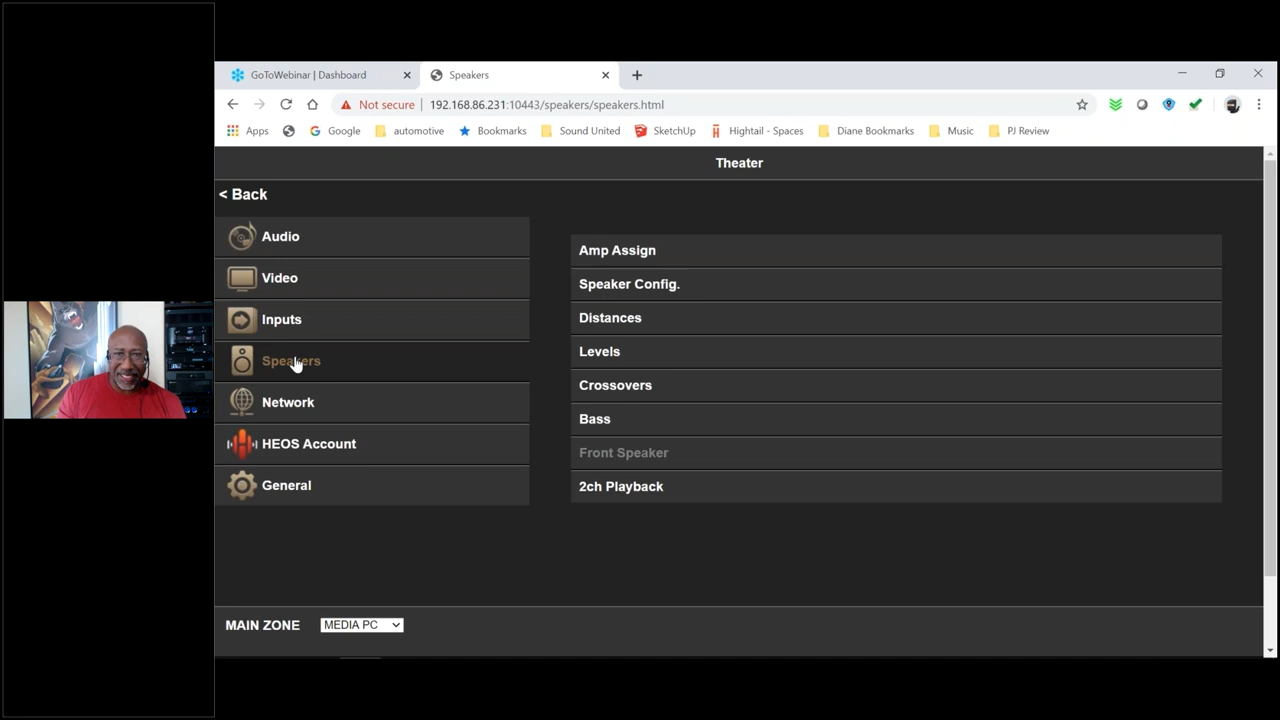 GoToWebinar | Dashboard
Speakers
Not secure
192.168.86.231:10443/speakers/speakers.html
Apps
Google
automotive
Bookmarks
Sound United
SketchUp
Hightail - Spaces
Diane Bookmarks
Music
PJ Review
Theater
< Back
Audio
Video
Inputs
Speakers
Network
HEOS Account
General
Amp Assign
Speaker Config.
Distances
Levels
Crossovers
Bass
Front Speaker
2ch Playback
MAIN ZONE
MEDIA PC